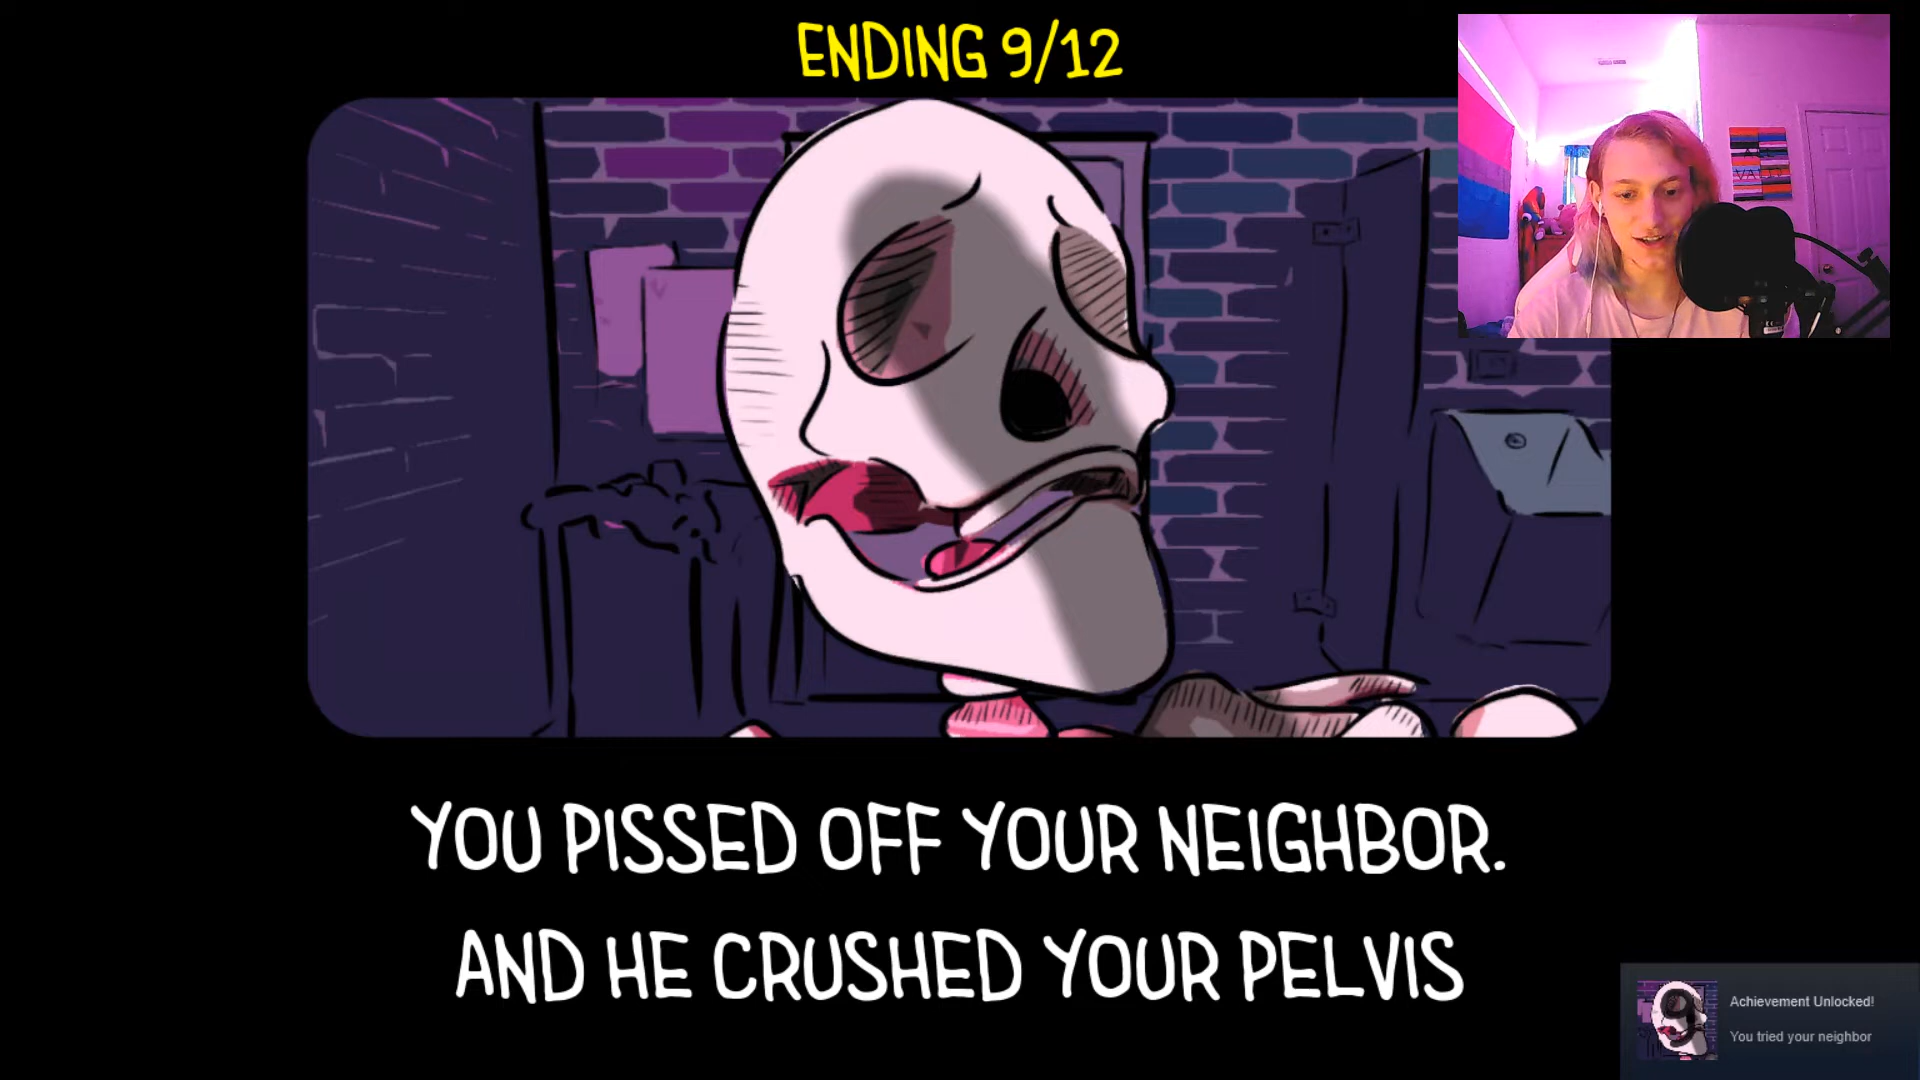 ENDING 9/12
YOU PISSED OFF YOUR NEIGHBOR.
AND HE CRUSHED YOUR PELVIS
Achievement Unlocked!
You tried your neighbor